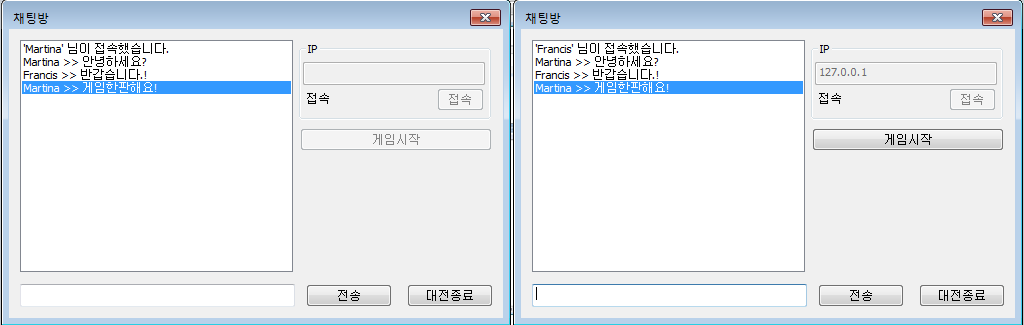 채팅방
'Martina' 님이 접속했습니다.
Martina >> 안녕하세요?
Francis >> 반갑습니다.!
Martina >> 게임한판해요!
IP
접속
접속
게임시작
전송
대전종료
채팅방
'Francis' 님이 접속했습니다.
Martina >> 안녕하세요?
Francis >> 반갑습니다.!
Martina >> 게임한판해요!
IP
127.0.0.1
접속
접속
게임시작
전송
대전종료